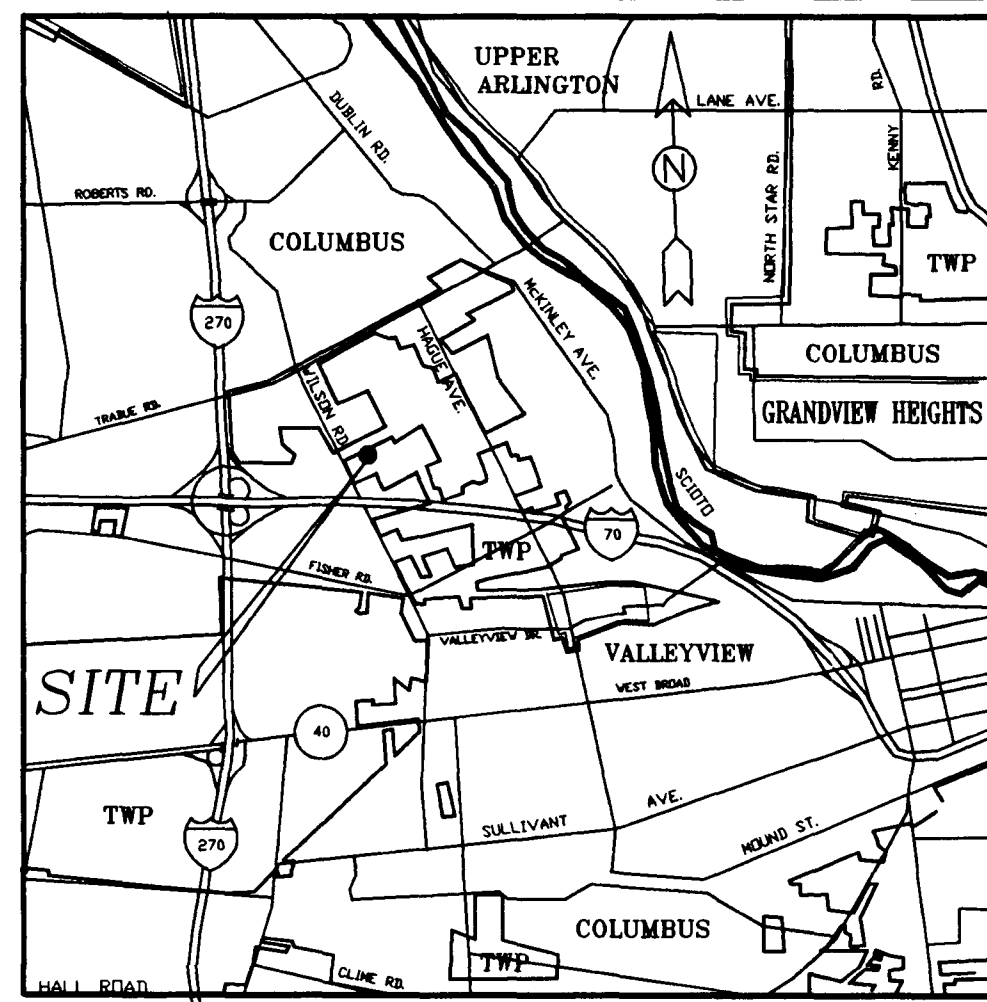 UPPER
ARLINGTON
LANE AVE.
RD.
DUBLIN RD.
KENNY
N
NORTH STAR RD.
ROBERTS RD.
COLUMBUS
TWP
270
McKINLEY AVE.
HAGUE AVE.
COLUMBUS
WILSON RD.
GRANDVIEW HEIGHTS
TRABUE RD.
SCIOTO
70
TWP
FISHER RD.
VALLEYVIEW DR.
VALLEYVIEW
SITE
WEST BROAD
40
TWP
270
SULLIVANT
AVE.
MOUND ST.
COLUMBUS
TWP
CLIME RD.
HALL ROAD